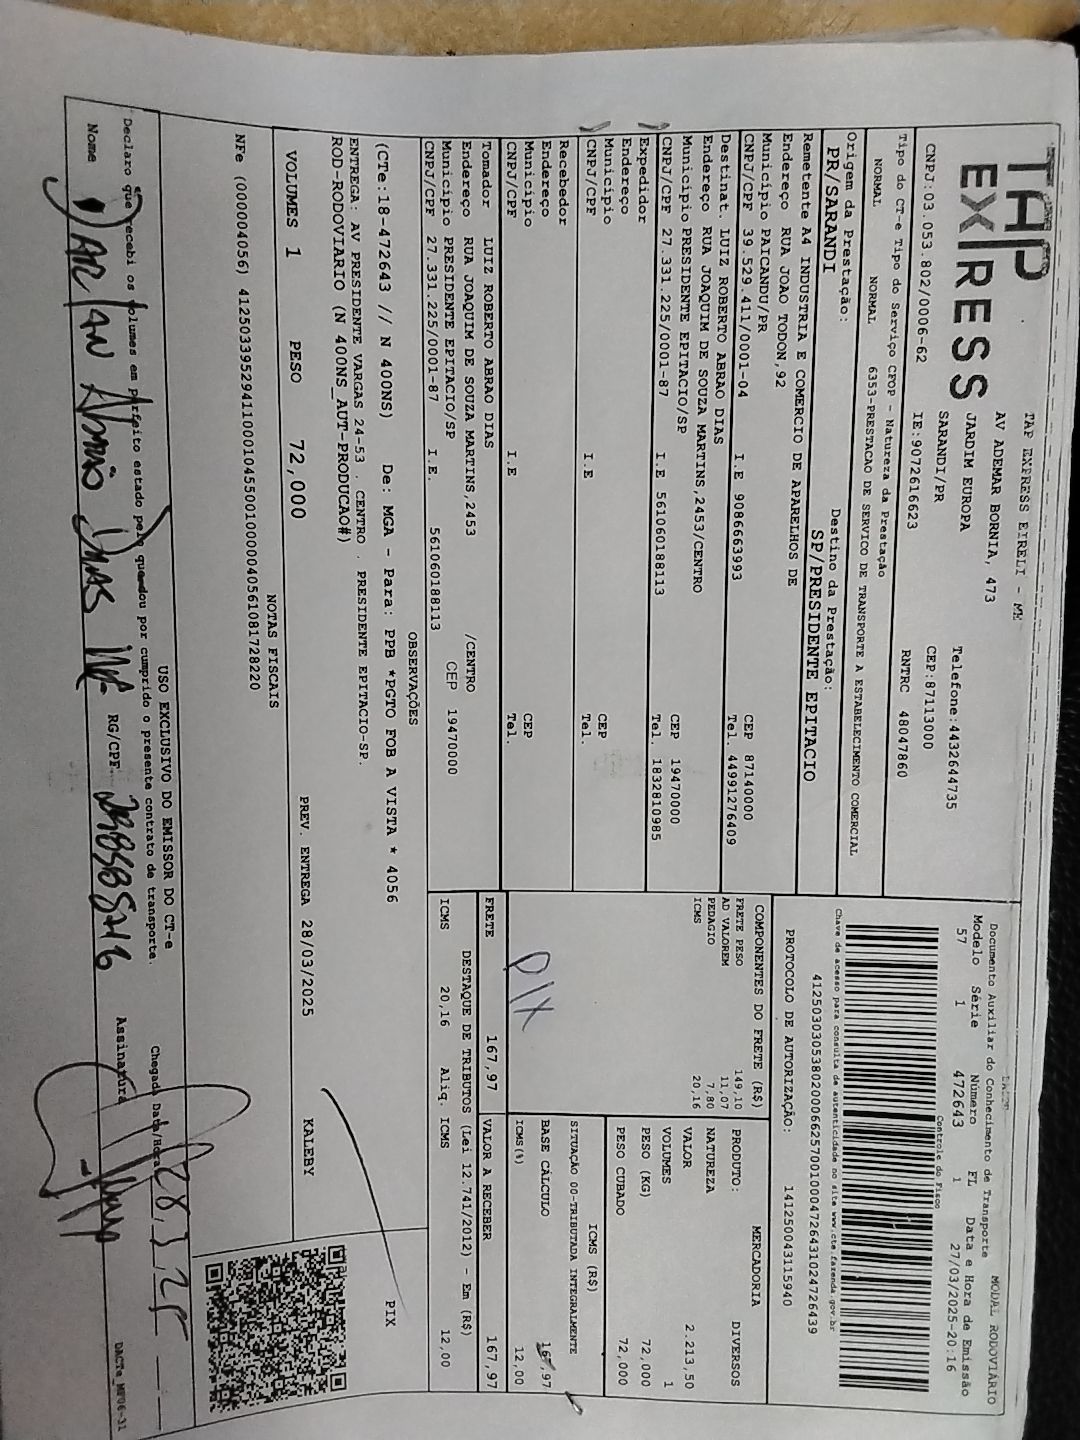 TAP
EXPRESS
TAP EXPRESS EIRELI - ME
AV ADEMAR BORNIA, 473
JARDIM EUROPA
SARANDI/PR
Telefone:4432644735
CEP:87113000
CNPJ:03.053.802/0006-62
IE:9072616623
RNTRC 48047860
MODAL RODOVIÁRIO
Documento Auxiliar do Conhecimento de Transporte
Modelo Série Número FL Data e Hora de Emissão
57 1 472643 1 27/03/2025-20:16
Controle do Fisco
Tipo do CT-e Tipo do Serviço CFOP - Natureza da Prestação
NORMAL NORMAL 6353-PRESTACAO DE SERVICO DE TRANSPORTE A ESTABELECIMENTO COMERCIAL
Chave de acesso para consulta de autenticidade no site www.cte.fazenda.gov.br
41250303053802000662570010004726431024726439
PROTOCOLO DE AUTORIZAÇÃO: 141250043115940
Origem da Prestação: Destino da Prestação:
PR/SARANDI SP/PRESIDENTE EPITACIO
Remetente A4 INDUSTRIA E COMERCIO DE APARELHOS DE
Endereço RUA JOAO TODON,92
Município PAICANDU/PR CEP 87140000
CNPJ/CPF 39.529.411/0001-04 I.E 9086663993 Tel. 44991276409
Destinat. LUIZ ROBERTO ABRAO DIAS
Endereço RUA JOAQUIM DE SOUZA MARTINS,2453/CENTRO
Município PRESIDENTE EPITACIO/SP CEP 19470000
CNPJ/CPF 27.331.225/0001-87 I.E 561060188113 Tel. 1832810985
Expedidor
Endereço
Município CEP
CNPJ/CPF I.E Tel.
Recebedor
Endereço
Município CEP
CNPJ/CPF I.E Tel.
Tomador LUIZ ROBERTO ABRAO DIAS
Endereço RUA JOAQUIM DE SOUZA MARTINS,2453 /CENTRO
Município PRESIDENTE EPITACIO/SP CEP 19470000
CNPJ/CPF 27.331.225/0001-87 I.E. 561060188113
COMPONENTES DO FRETE (R$)
FRETE PESO 149,10
AD VALOREM 11,07
PEDAGIO 7,80
ICMS 20,16
MERCADORIA
PRODUTO: DIVERSOS
NATUREZA
VALOR 2.213,50
VOLUMES 1
PESO (KG) 72,000
PESO CUBADO 72,000
ICMS (R$)
SITUAÇÃO 00-TRIBUTADA INTEGRALMENTE
BASE CÁLCULO 167,97
ICMS(%) 12,00
PIX
FRETE 167,97 VALOR A RECEBER 167,97
DESTAQUE DE TRIBUTOS (Lei 12.741/2012) - Em (R$)
ICMS 20,16 Aliq. ICMS 12,00
OBSERVAÇÕES
(CTe:18-472643 // N 400NS) De: MGA - Para: PPB *PGTO FOB A VISTA * 4056
ENTREGA: AV PRESIDENTE VARGAS 24-53 . CENTRO . PRESIDENTE EPITACIO-SP.
ROD-RODOVIARIO (N 400NS_AUT-PRODUCAO#)
PIX
VOLUMES 1 PESO 72,000 PREV. ENTREGA 28/03/2025 KALEBY
NOTAS FISCAIS
NFe (000004056) 41250339529411000104550010000040561081728220
USO EXCLUSIVO DO EMISSOR DO CT-e
Declaro que recebi os volumes em perfeito estado pelo que dou por cumprido o presente contrato de transporte.
Chegada Data/Hora 28,3,25
Nome DARLAN ABRÃO DIAS RG/CPF Assinatura
DACTe_MF06-31